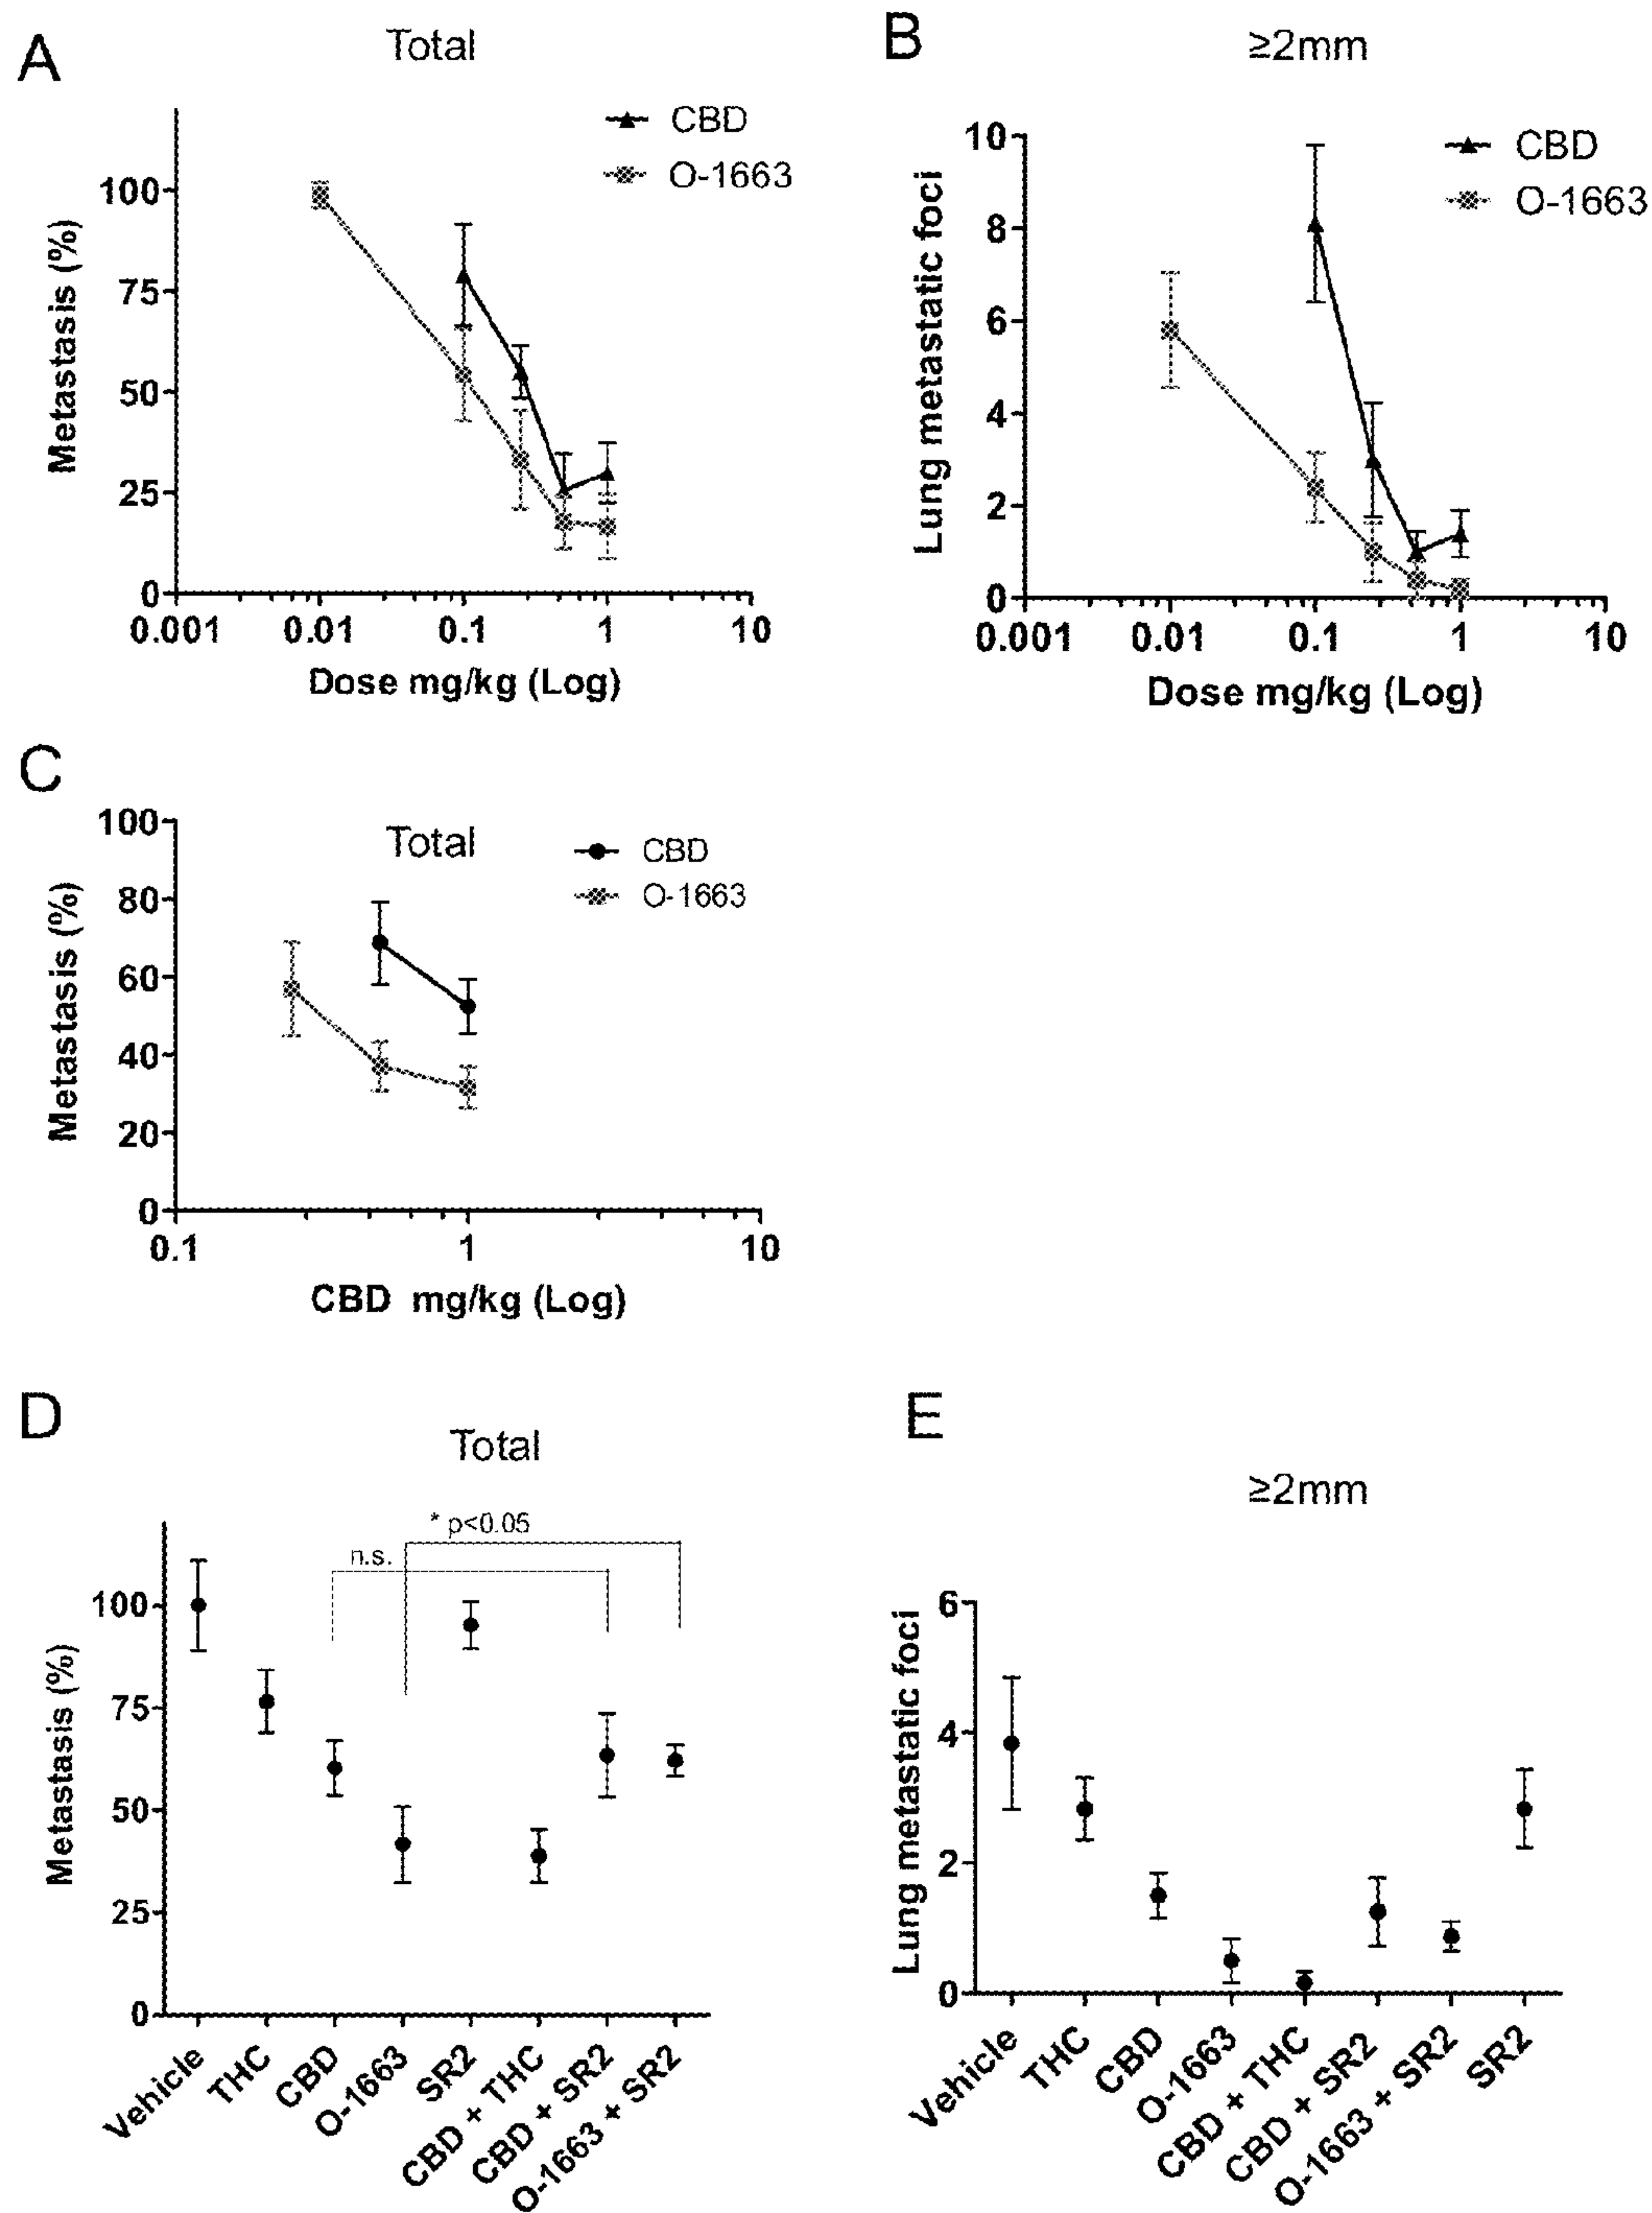 A
Total
CBD
O-1663
Metastasis (%)
100
75
50
25
0
0.001 0.01 0.1 1 10
Dose mg/kg (Log)
B
≥2mm
CBD
O-1663
Lung metastatic foci
10
8
6
4
2
0
0.001 0.01 0.1 1 10
Dose mg/kg (Log)
C
Total
CBD
O-1663
Metastasis (%)
100
80
60
40
20
0
0.1 1 10
CBD mg/kg (Log)
D
Total
* p<0.05
n.s.
Metastasis (%)
100
75
50
25
0
Vehicle
THC
CBD
O-1663
SR2
CBD + THC
CBD + SR2
O-1663 + SR2
E
≥2mm
Lung metastatic foci
6
4
2
0
Vehicle
THC
CBD
O-1663
CBD + THC
CBD + SR2
O-1663 + SR2
SR2